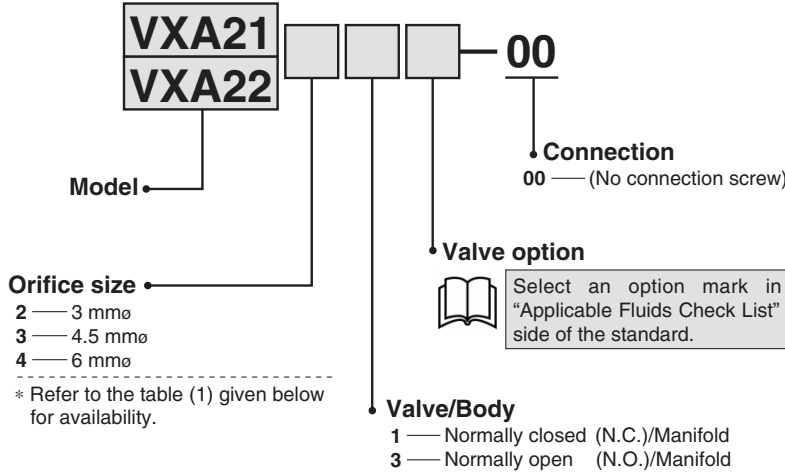 VXA21
VXA22
00
Connection
00 (No connection screw)
Model
Valve option
Select an option mark in
“Applicable Fluids Check List”
side of the standard.
Orifice size
2 3 mmø
3 4.5 mmø
4 6 mmø
* Refer to the table (1) given below
for availability.
Valve/Body
1 Normally closed (N.C.)/Manifold
3 Normally open (N.O.)/Manifold